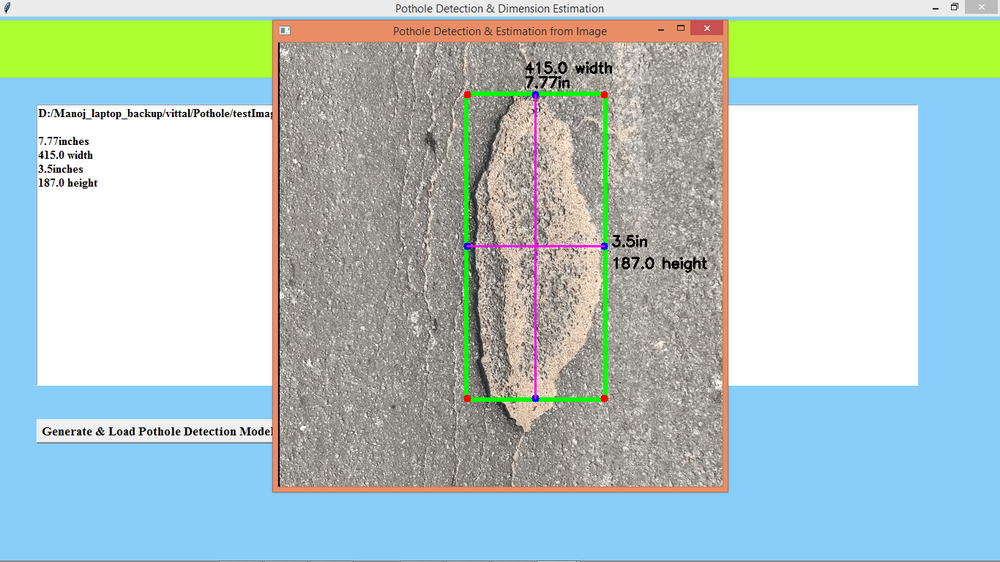 Pothole Detection & Dimension Estimation
Pothole Detection & Estimation from Image
415.0 width
7.77in
3.5in
187.0 height
D:/Manoj_laptop_backup/vittal/Pothole/testIma
7.77inches
415.0 width
3.5inches
187.0 height
Generate & Load Pothole Detection Model